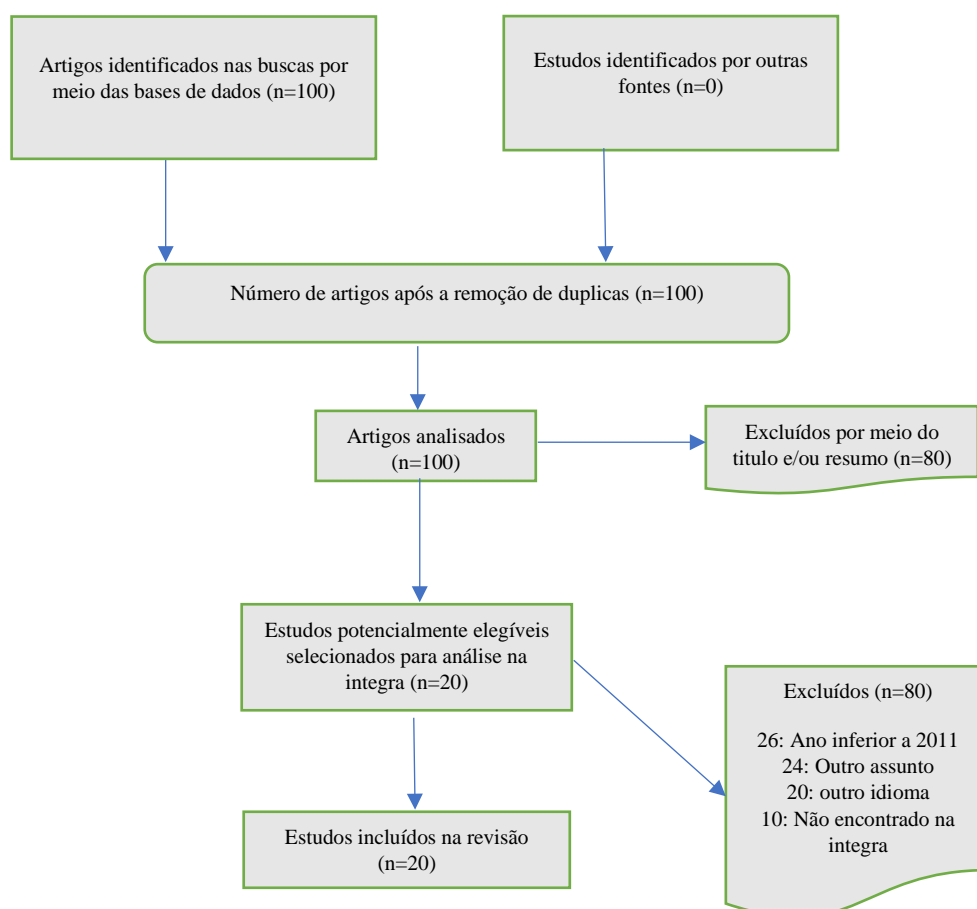 Artigos identificados nas buscas por
meio das bases de dados (n=100)
Estudos identificados por outras
fontes (n=0)
Número de artigos após a remoção de duplicas (n=100)
Artigos analisados
(n=100)
Excluídos por meio do
titulo e/ou resumo (n=80)
Estudos potencialmente elegíveis
selecionados para análise na
integra (n=20)
Excluídos (n=80)
26: Ano inferior a 2011
24: Outro assunto
20: outro idioma
10: Não encontrado na
integra
Estudos incluídos na revisão
(n=20)